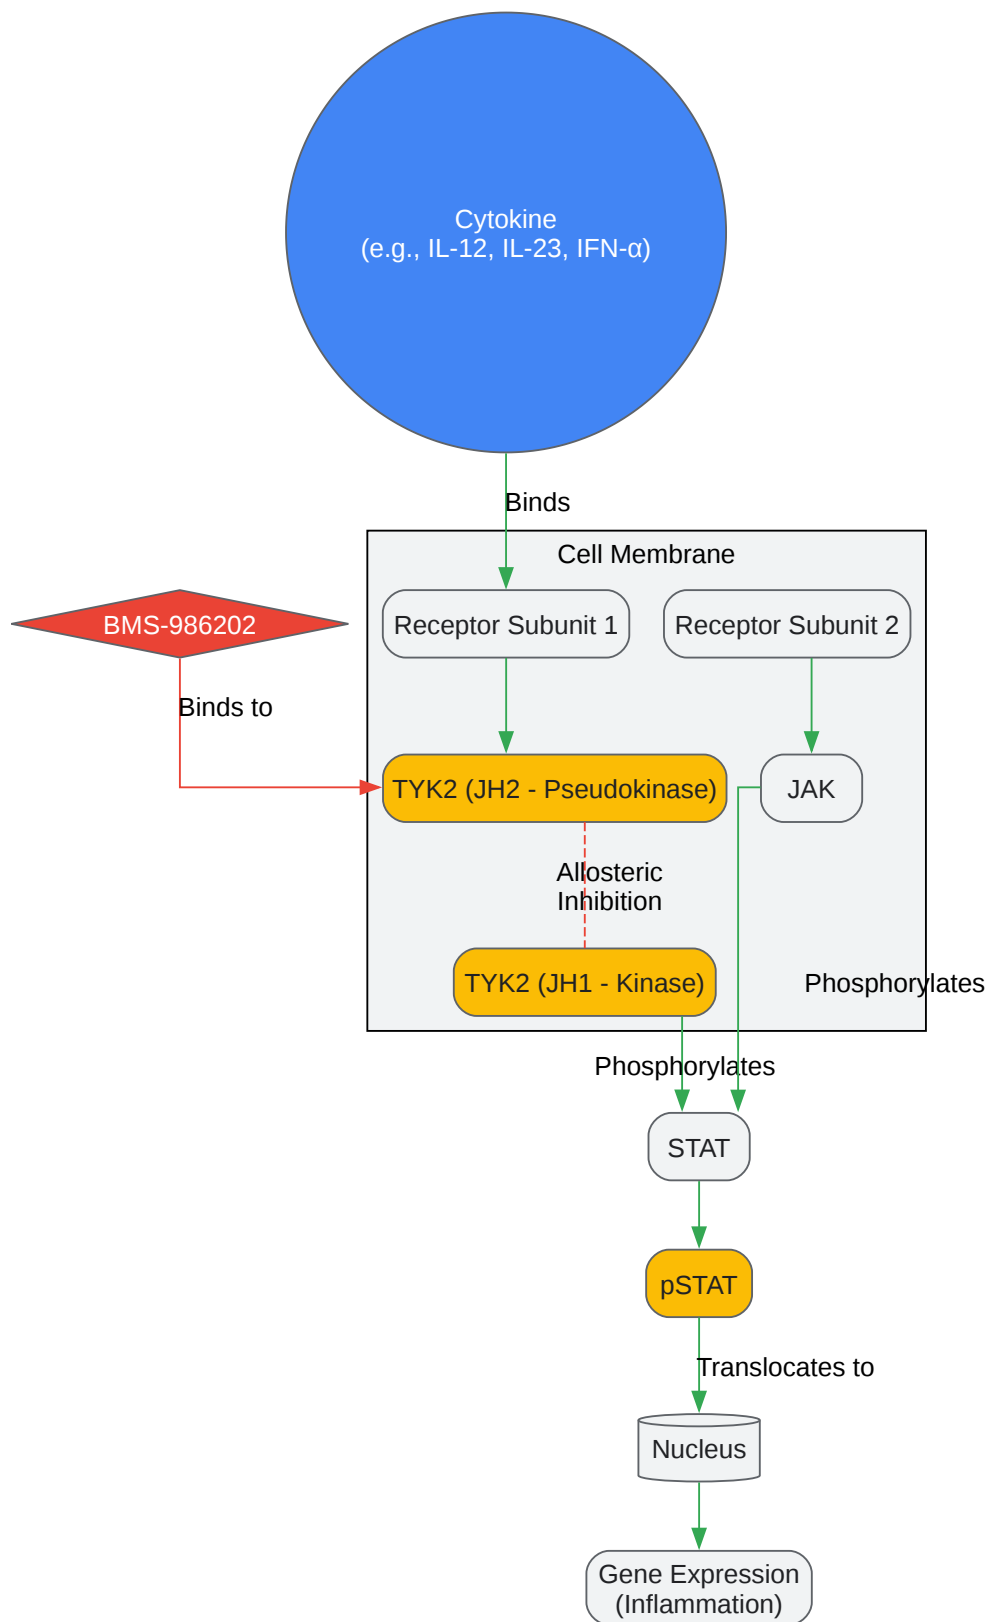 Cytokine
(e.g., IL-12, IL-23, IFN-α)
Binds
Cell Membrane
BMS-986202
Receptor Subunit 1
Receptor Subunit 2
Binds to
TYK2 (JH2 - Pseudokinase)
JAK
Allosteric
Inhibition
TYK2 (JH1 - Kinase)
Phosphorylates
Phosphorylates
STAT
pSTAT
Translocates to
Nucleus
Gene Expression
(Inflammation)